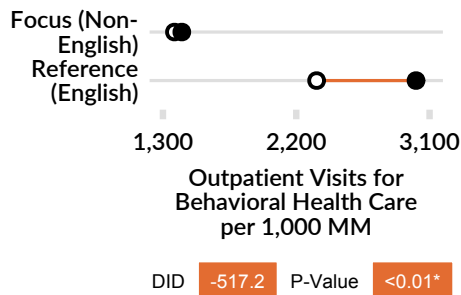 Focus (Non-
English)
Reference
(English)
1,300 2,200 3,100
Outpatient Visits for
Behavioral Health Care
per 1,000 MM
DID -517.2 P-Value <0.01*